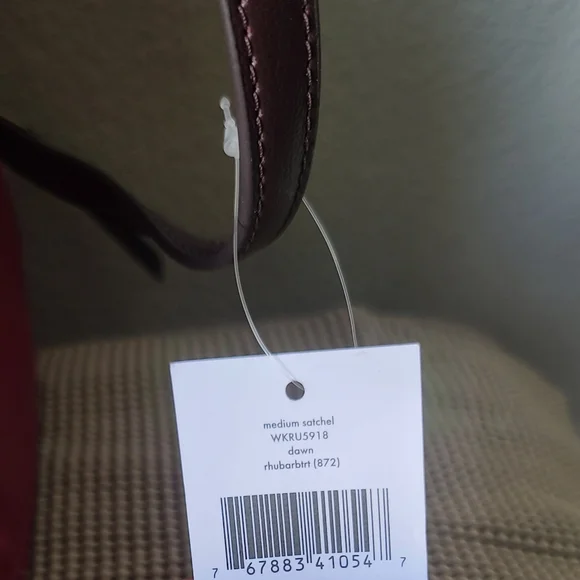 medium satchel
WKRU5918
dawn
rhubarbtrt (872)
7 67883 41054 7